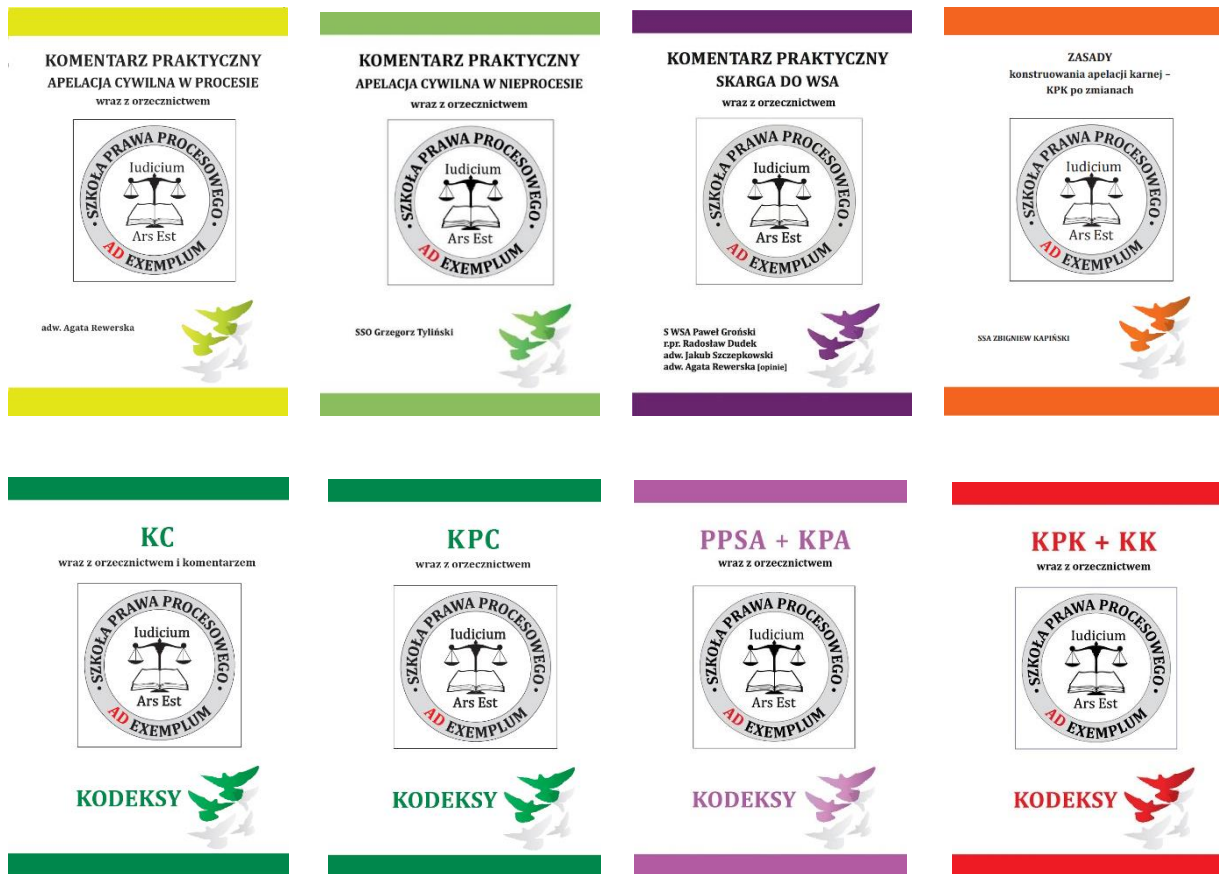 KOMENTARZ PRAKTYCZNY
APELACJA CYWILNA W PROCESIE
wraz z orzecznictwem
SZKOŁA PRAWA PROCESOWEGO
Iudicium
Ars Est
AD EXEMPLUM
adw. Agata Rewerska
KOMENTARZ PRAKTYCZNY
APELACJA CYWILNA W NIEPROCESIE
wraz z orzecznictwem
SZKOŁA PRAWA PROCESOWEGO
Iudicium
Ars Est
AD EXEMPLUM
SSO Grzegorz Tyliński
KOMENTARZ PRAKTYCZNY
SKARGA DO WSA
wraz z orzecznictwem
SZKOŁA PRAWA PROCESOWEGO
Iudicium
Ars Est
AD EXEMPLUM
S WSA Paweł Groński
r.pr. Radosław Dudek
adw. Jakub Szczepkowski
adw. Agata Rewerska [opinie]
ZASADY
konstruowania apelacji karnej –
KPK po zmianach
SZKOŁA PRAWA PROCESOWEGO
Iudicium
Ars Est
AD EXEMPLUM
SSA ZBIGNIEW KAPIŃSKI
KC
wraz z orzecznictwem i komentarzem
SZKOŁA PRAWA PROCESOWEGO
Iudicium
Ars Est
AD EXEMPLUM
KODEKSY
KPC
wraz z orzecznictwem
SZKOŁA PRAWA PROCESOWEGO
Iudicium
Ars Est
AD EXEMPLUM
KODEKSY
PPSA + KPA
wraz z orzecznictwem
SZKOŁA PRAWA PROCESOWEGO
Iudicium
Ars Est
AD EXEMPLUM
KODEKSY
KPK + KK
wraz z orzecznictwem
SZKOŁA PRAWA PROCESOWEGO
Iudicium
Ars Est
AD EXEMPLUM
KODEKSY